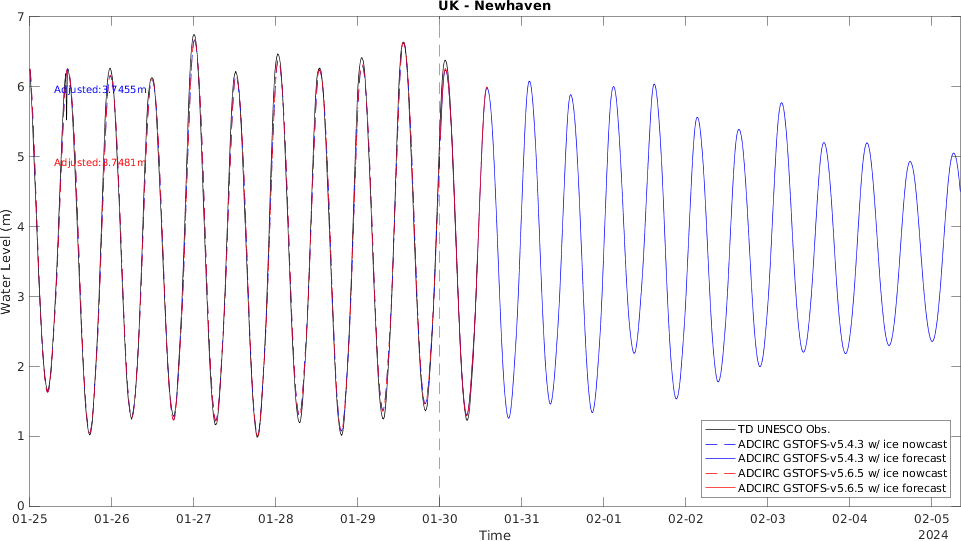 UK - Newhaven
7
6
5
4
3
2
1
0
Water Level (m)
Adjusted:3.7455m
Adjusted:3.7481m
TD UNESCO Obs.
ADCIRC GSTOFS-v5.4.3 w/ ice nowcast
ADCIRC GSTOFS-v5.4.3 w/ ice forecast
ADCIRC GSTOFS-v5.6.5 w/ ice nowcast
ADCIRC GSTOFS-v5.6.5 w/ ice forecast
01-25 01-26 01-27 01-28 01-29 01-30 01-31 02-01 02-02 02-03 02-04 02-05
Time
2024